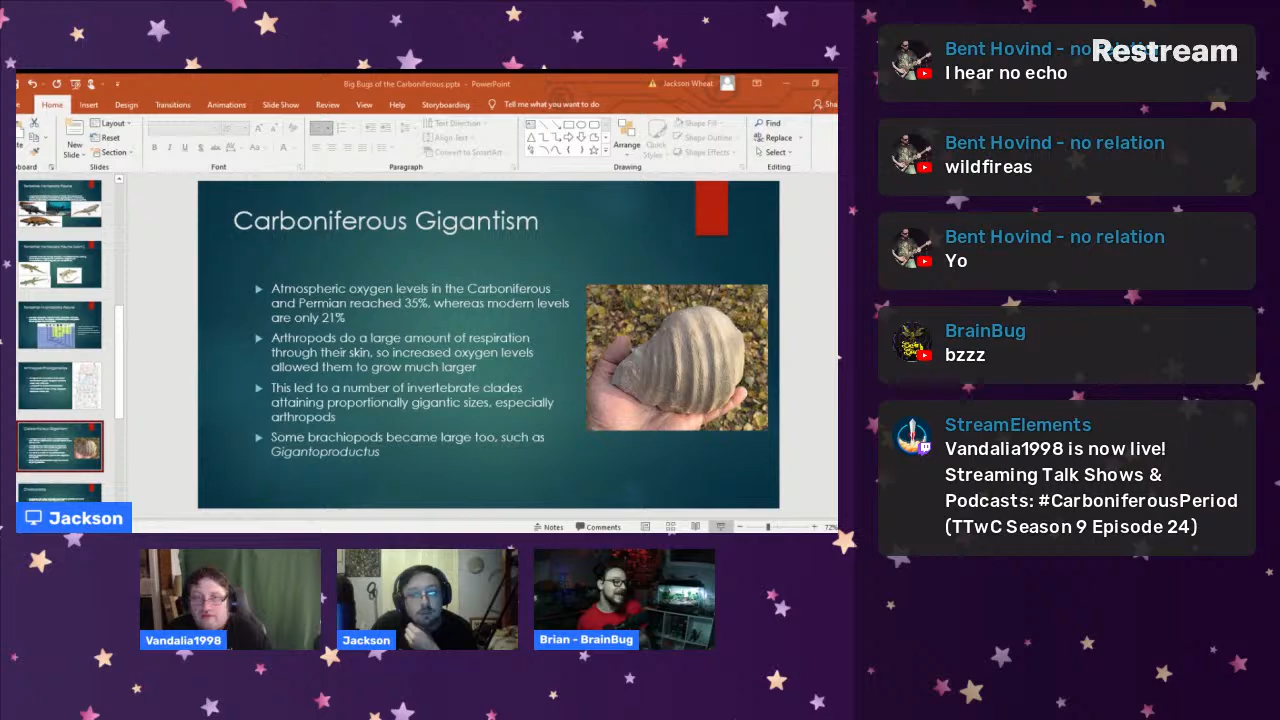 Big Bugs of the Carboniferous.pptx - PowerPoint
Jackson Wheat
Home Insert Design Transitions Animations Slide Show Review View Help Storyboarding Tell me what you want to do Sha
New Slide
Layout
Reset
Section
Text Direction
Align Text
Convert to SmartArt
Arrange
Quick Styles
Shape Fill
Shape Outline
Shape Effects
Find
Replace
Select
board Slides Font Paragraph Drawing Editing
Carboniferous Gigantism
Atmospheric oxygen levels in the Carboniferous
and Permian reached 35%, whereas modern levels
are only 21%
Arthropods do a large amount of respiration
through their skin, so increased oxygen levels
allowed them to grow much larger
This led to a number of invertebrate clades
attaining proportionally gigantic sizes, especially
arthropods
Some brachiopods became large too, such as
Gigantoproductus
Jackson
Notes Comments 72%
Vandalia1998
Jackson
Brian - BrainBug
Restream
Bent Hovind - no relation
I hear no echo
Bent Hovind - no relation
wildfireas
Bent Hovind - no relation
Yo
BrainBug
bzzz
StreamElements
Vandalia1998 is now live!
Streaming Talk Shows &
Podcasts: #CarboniferousPeriod
(TTwC Season 9 Episode 24)